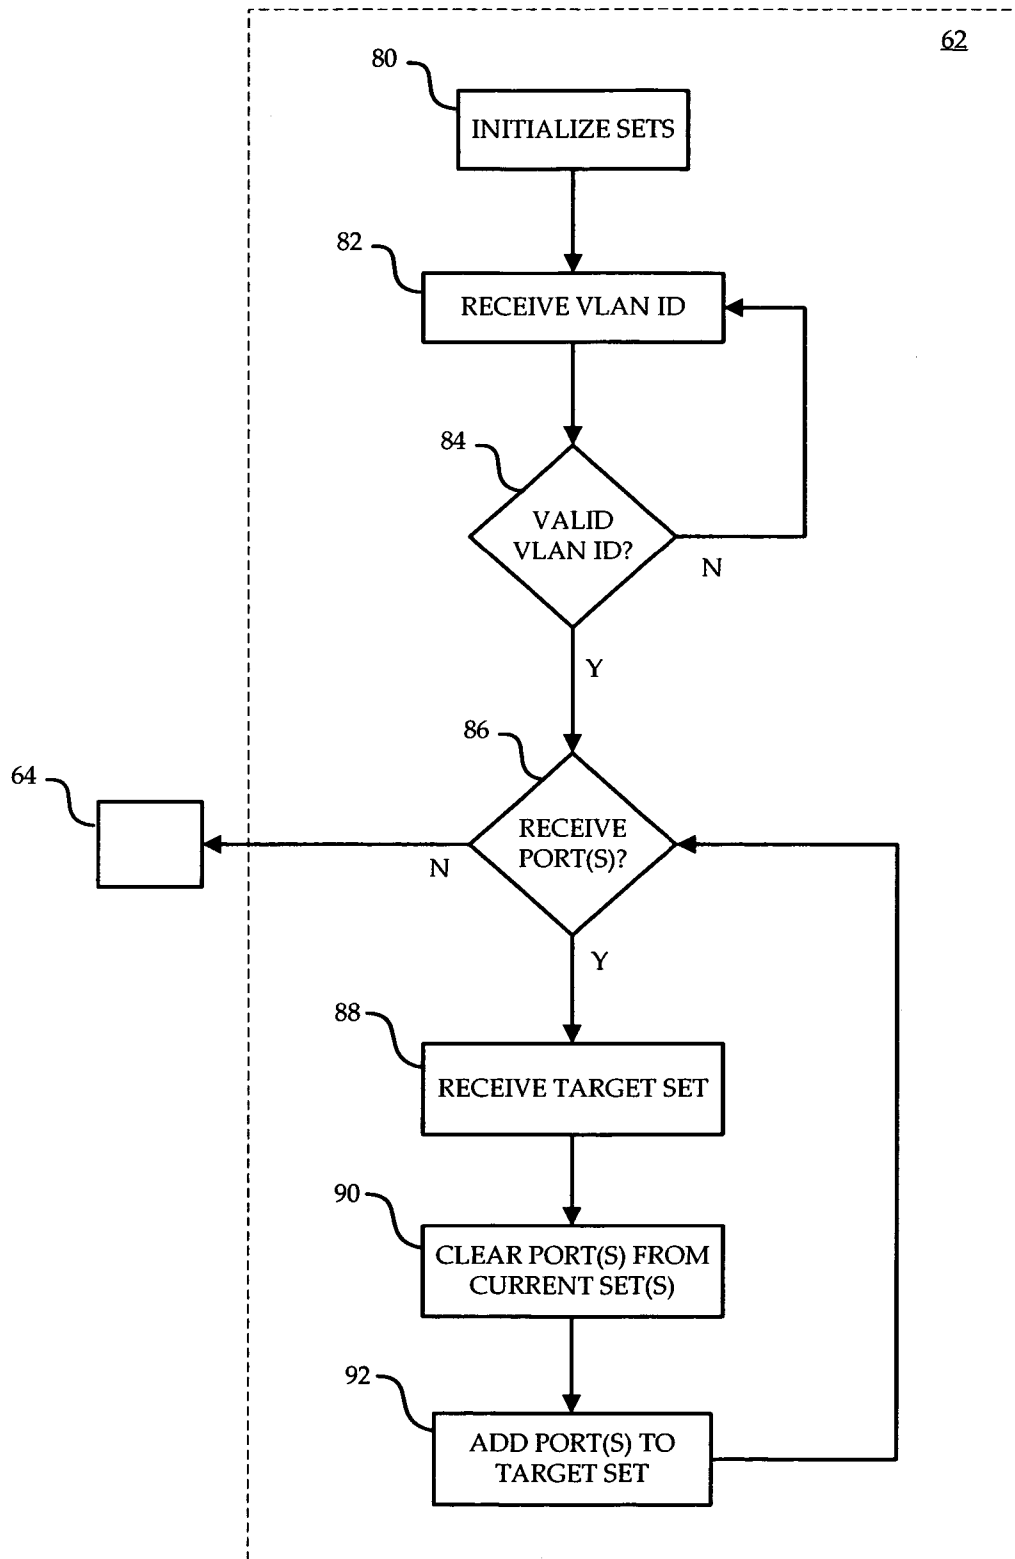 62
80
INITIALIZE SETS
82
RECEIVE VLAN ID
84
VALID
VLAN ID?
N
Y
86
64
RECEIVE
PORT(S)?
N
Y
88
RECEIVE TARGET SET
90
CLEAR PORT(S) FROM
CURRENT SET(S)
92
ADD PORT(S) TO
TARGET SET